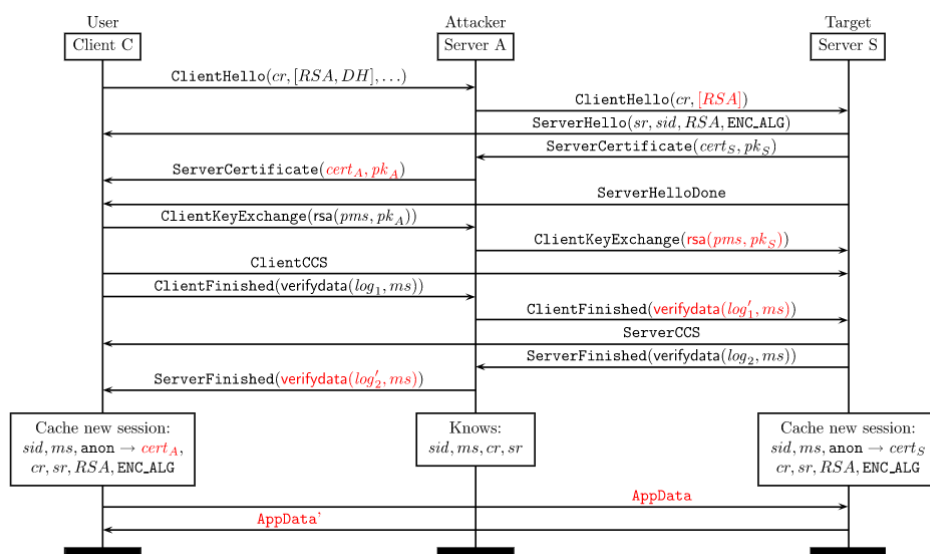 User Attacker Target
Client C Server A Server S
ClientHello(cr, [RSA, DH], ...)
ClientHello(cr, [RSA])
ServerHello(sr, sid, RSA, ENC_ALG)
ServerCertificate(cert_S, pk_S)
ServerCertificate(cert_A, pk_A)
ServerHelloDone
ClientKeyExchange(rsa(pms, pk_A))
ClientKeyExchange(rsa(pms, pk_S))
ClientCCS
ClientFinished(verifydata(log_1, ms))
ClientFinished(verifydata(log'_1, ms))
ServerCCS
ServerFinished(verifydata(log_2, ms))
ServerFinished(verifydata(log'_2, ms))
Cache new session:
sid, ms, anon → cert_A,
cr, sr, RSA, ENC_ALG
Knows:
sid, ms, cr, sr
Cache new session:
sid, ms, anon → cert_S
cr, sr, RSA, ENC_ALG
AppData
AppData'